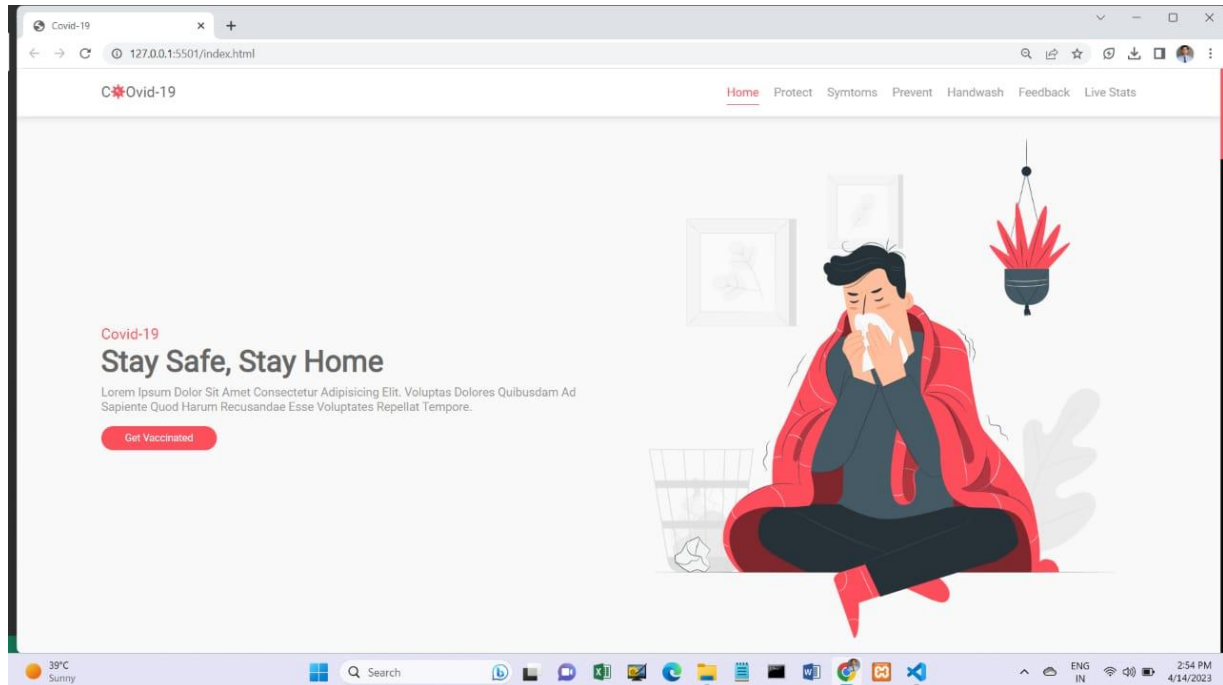 Covid-19
127.0.0.1:5501/index.html
COvid-19
Home Protect Symtoms Prevent Handwash Feedback Live Stats
Covid-19
Stay Safe, Stay Home
Lorem Ipsum Dolor Sit Amet Consectetur Adipisicing Elit. Voluptas Dolores Quibusdam Ad
Sapiente Quod Harum Recusandae Esse Voluptates Repellat Tempore.
Get Vaccinated
39°C
Sunny
Search
ENG
IN
2:54 PM
4/14/2023